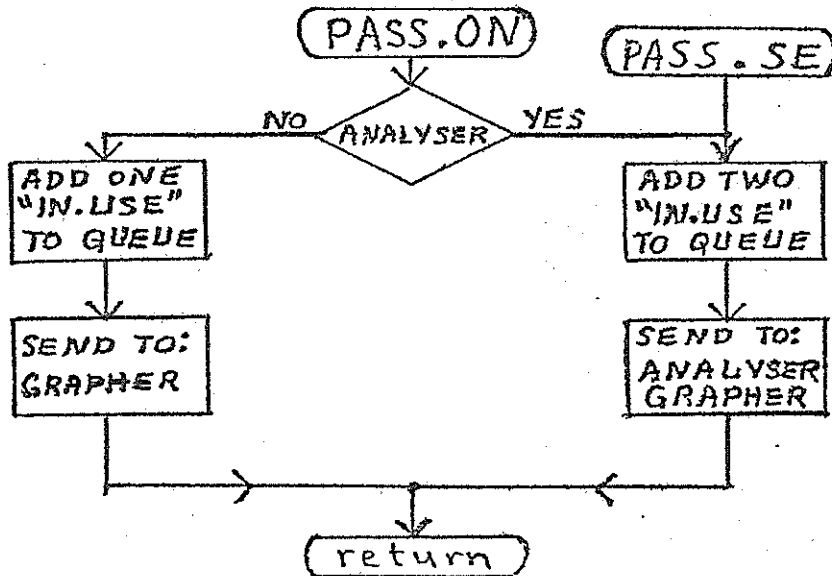 PASS.ON
PASS.SE
NO
ANALYSER
YES
ADD ONE
"IN.USE"
TO QUEUE
ADD TWO
"IN.USE"
TO QUEUE
SEND TO:
GRAPHER
SEND TO:
ANALYSER
GRAPHER
return